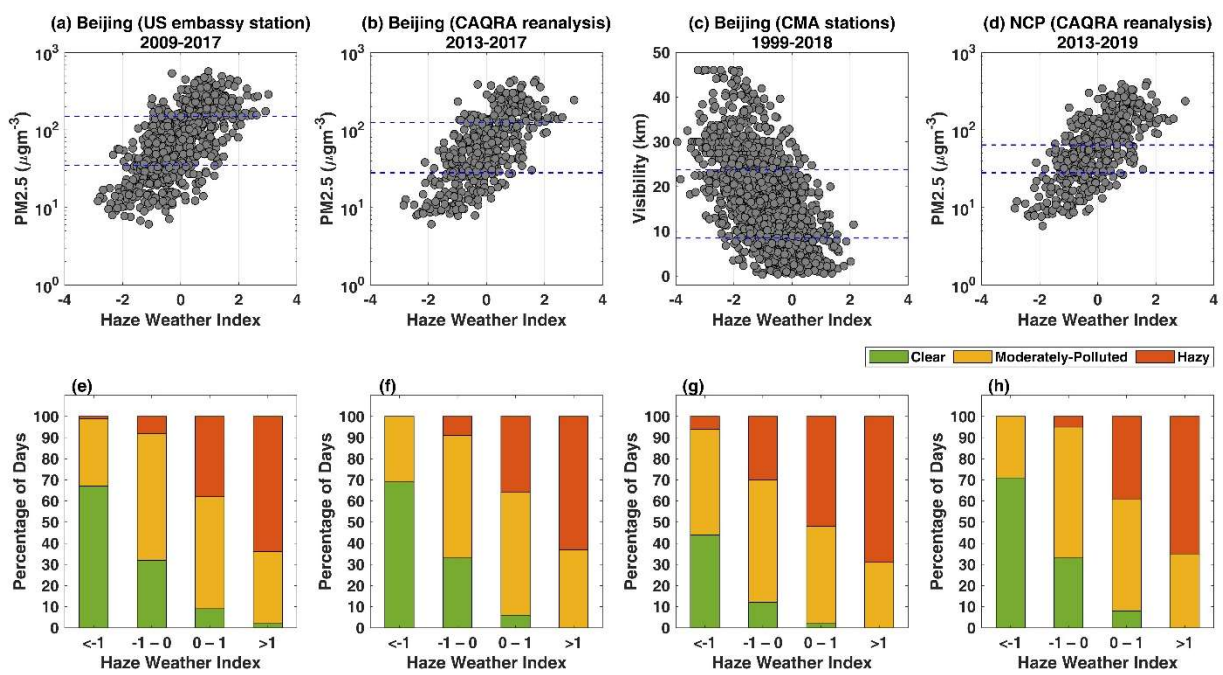 (a) Beijing (US embassy station)
2009-2017
(b) Beijing (CAQRA reanalysis)
2013-2017
(c) Beijing (CMA stations)
1999-2018
(d) NCP (CAQRA reanalysis)
2013-2019
PM2.5 (μgm⁻³)
10³
10²
10¹
10⁰
-4 -2 0 2 4
Haze Weather Index
PM2.5 (μgm⁻³)
10³
10²
10¹
10⁰
-4 -2 0 2 4
Haze Weather Index
Visibility (km)
50
45
40
35
30
25
20
15
10
5
0
-4 -2 0 2 4
Haze Weather Index
PM2.5 (μgm⁻³)
10³
10²
10¹
10⁰
-4 -2 0 2 4
Haze Weather Index
Clear Moderately-Polluted Hazy
(e)
Percentage of Days
100
90
80
70
60
50
40
30
20
10
0
<-1 -1 – 0 0 – 1 >1
Haze Weather Index
(f)
Percentage of Days
100
90
80
70
60
50
40
30
20
10
0
<-1 -1 – 0 0 – 1 >1
Haze Weather Index
(g)
Percentage of Days
100
90
80
70
60
50
40
30
20
10
0
<-1 -1 – 0 0 – 1 >1
Haze Weather Index
(h)
Percentage of Days
100
90
80
70
60
50
40
30
20
10
0
<-1 -1 – 0 0 – 1 >1
Haze Weather Index